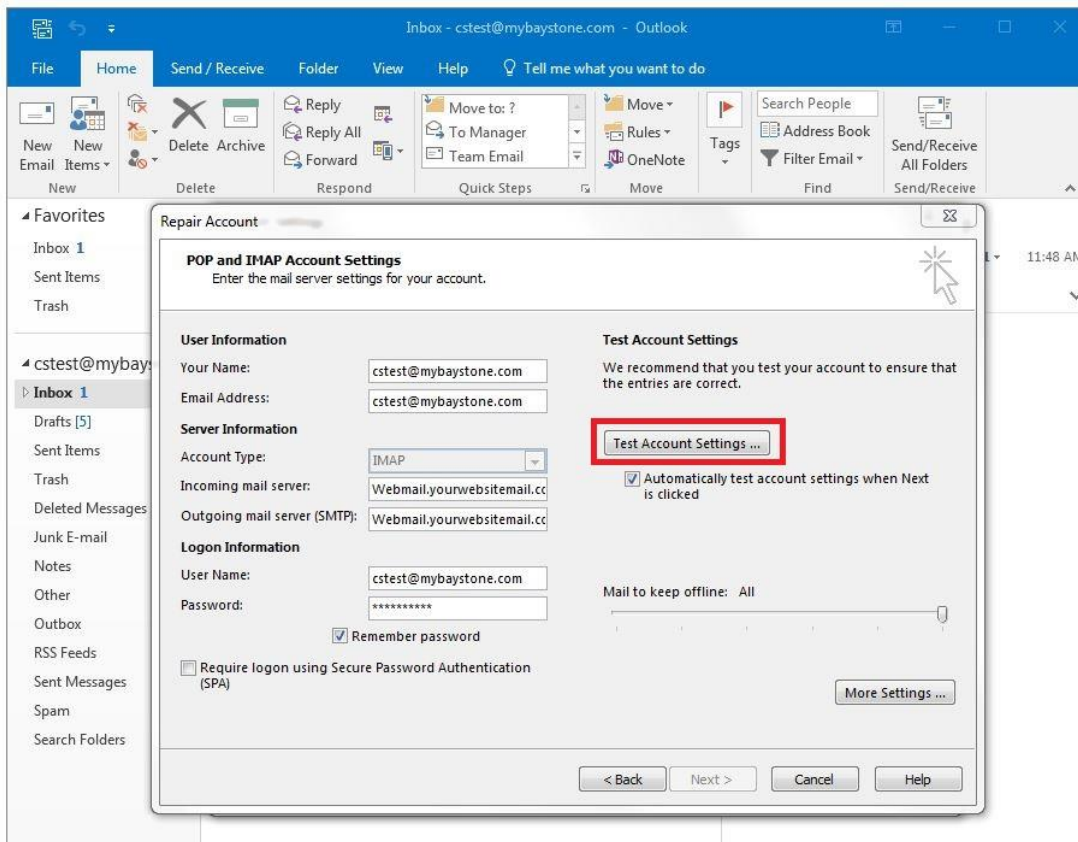 Inbox - cstest@mybaystone.com - Outlook
File Home Send / Receive Folder View Help Tell me what you want to do
New Email
New Items
Delete
Archive
Reply
Reply All
Forward
Move to: ?
To Manager
Team Email
Move
Rules
OneNote
Tags
Search People
Address Book
Filter Email
Send/Receive All Folders
New Delete Respond Quick Steps Move Find Send/Receive
Favorites
Inbox 1
Sent Items
Trash
cstest@mybay
Inbox 1
Drafts [5]
Sent Items
Trash
Deleted Messages
Junk E-mail
Notes
Other
Outbox
RSS Feeds
Sent Messages
Spam
Search Folders
11:48 AM
Repair Account
POP and IMAP Account Settings
Enter the mail server settings for your account.
User Information
Your Name: cstest@mybaystone.com
Email Address: cstest@mybaystone.com
Server Information
Account Type: IMAP
Incoming mail server: Webmail.yourwebsitemail.cc
Outgoing mail server (SMTP): Webmail.yourwebsitemail.cc
Logon Information
User Name: cstest@mybaystone.com
Password: **********
Remember password
Require logon using Secure Password Authentication
(SPA)
Test Account Settings
We recommend that you test your account to ensure that
the entries are correct.
Test Account Settings ...
Automatically test account settings when Next
is clicked
Mail to keep offline: All
More Settings ...
< Back Next > Cancel Help